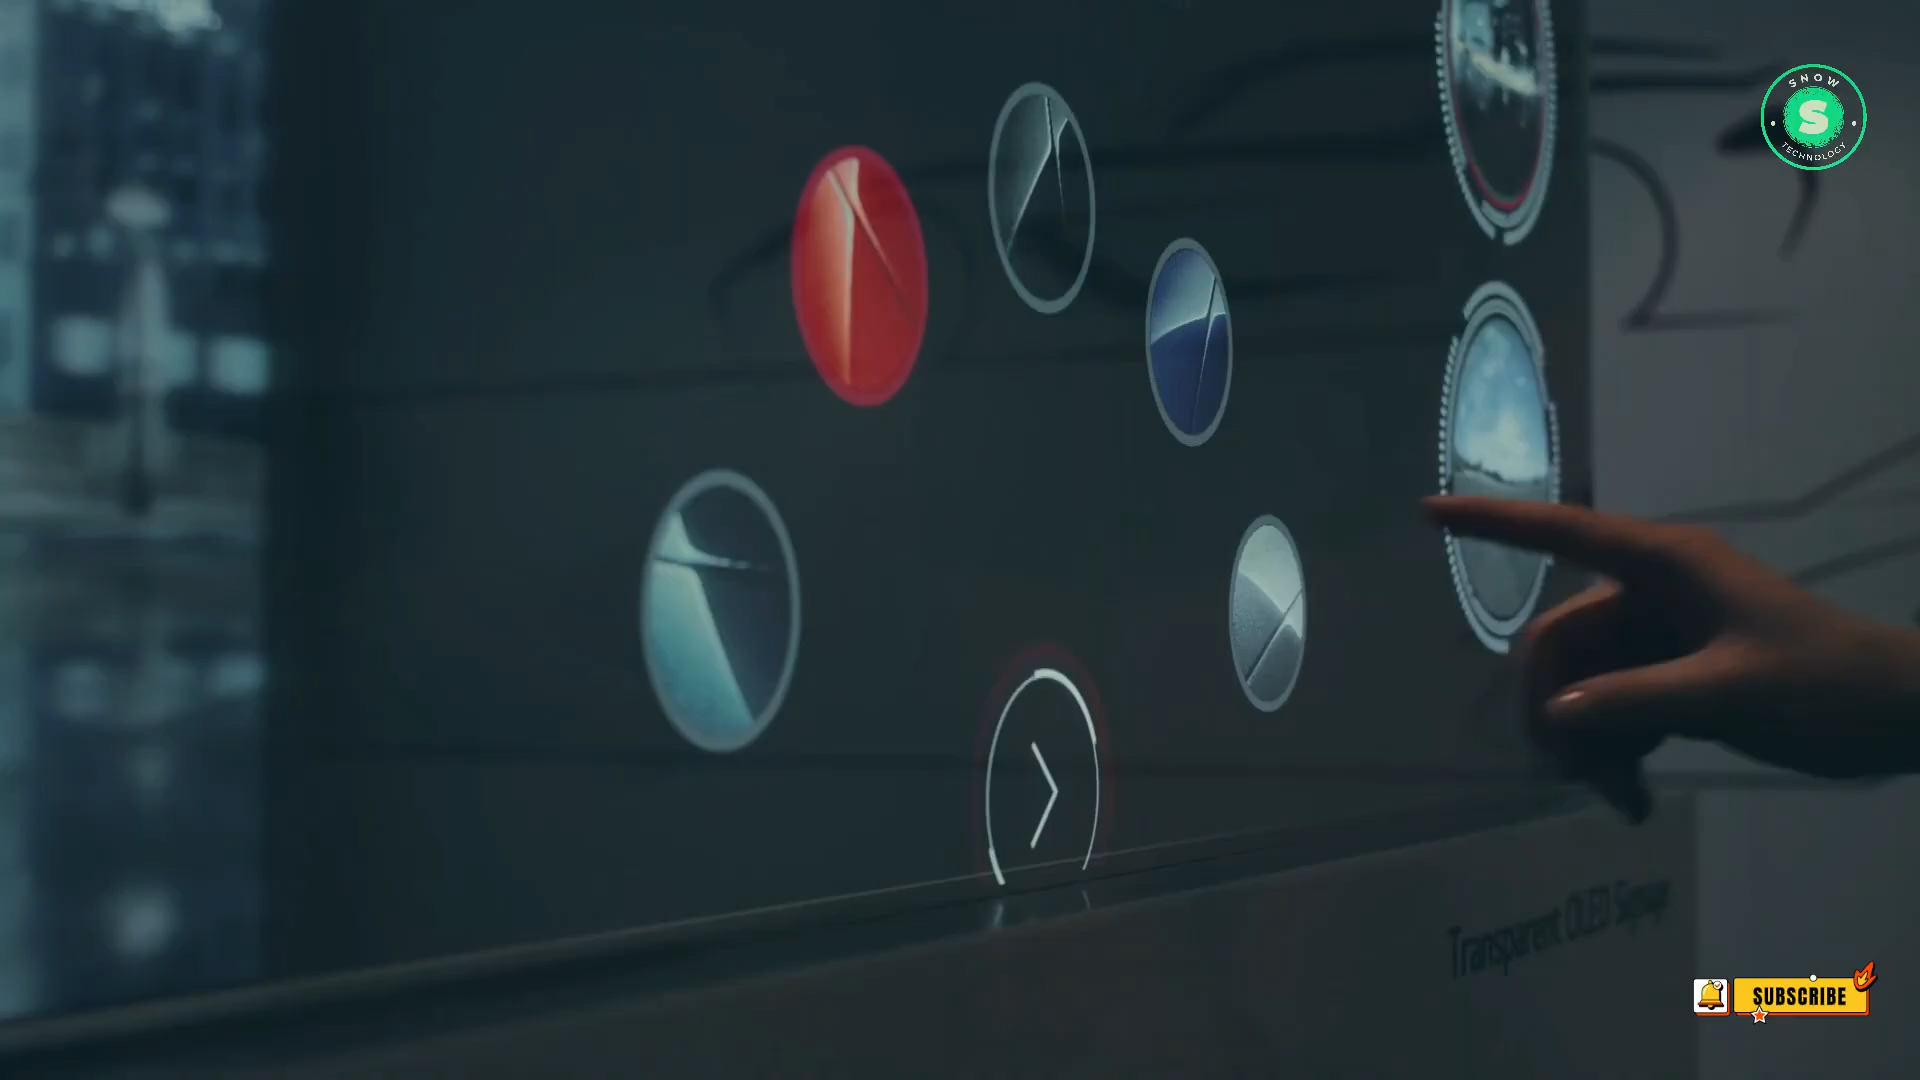 SNOW
S
TECHNOLOGY
Transparent OLED Signage
SUBSCRIBE